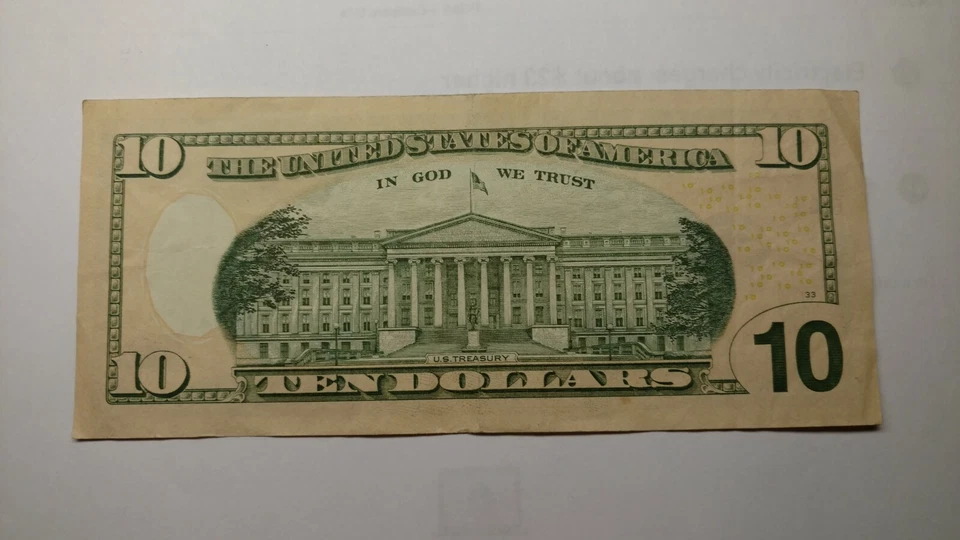 10 THE UNITED STATES OF AMERICA 10
IN GOD WE TRUST
33
U.S. TREASURY
10 TEN DOLLARS 10